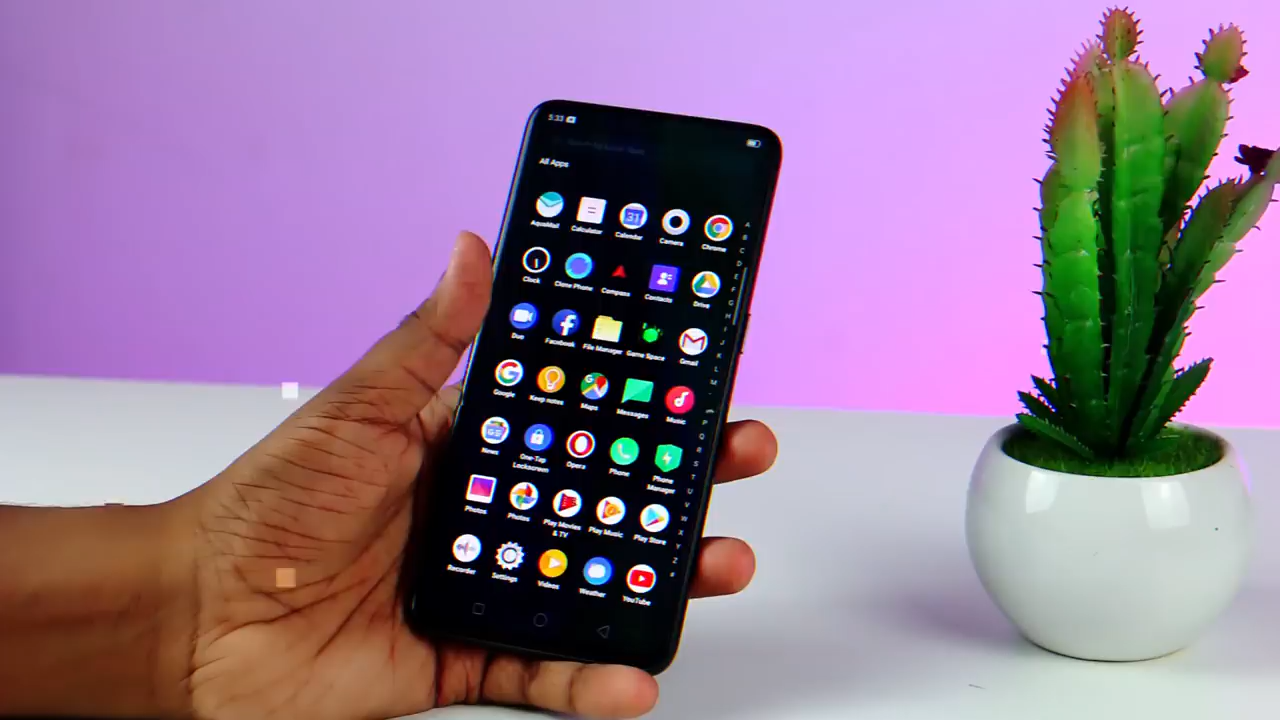 5:33
All Apps
AquaMail Calculator Calendar Camera Chrome
Clock Clone Phone Compass Contacts Drive
Duo Facebook File Manager Game Space Gmail
Google Keep notes Maps Messages Music
News One-Tap Lockscreen Opera Phone Phone Manager
Photos Photos Play Movies & TV Play Music Play Store
Recorder Settings Videos Weather YouTube